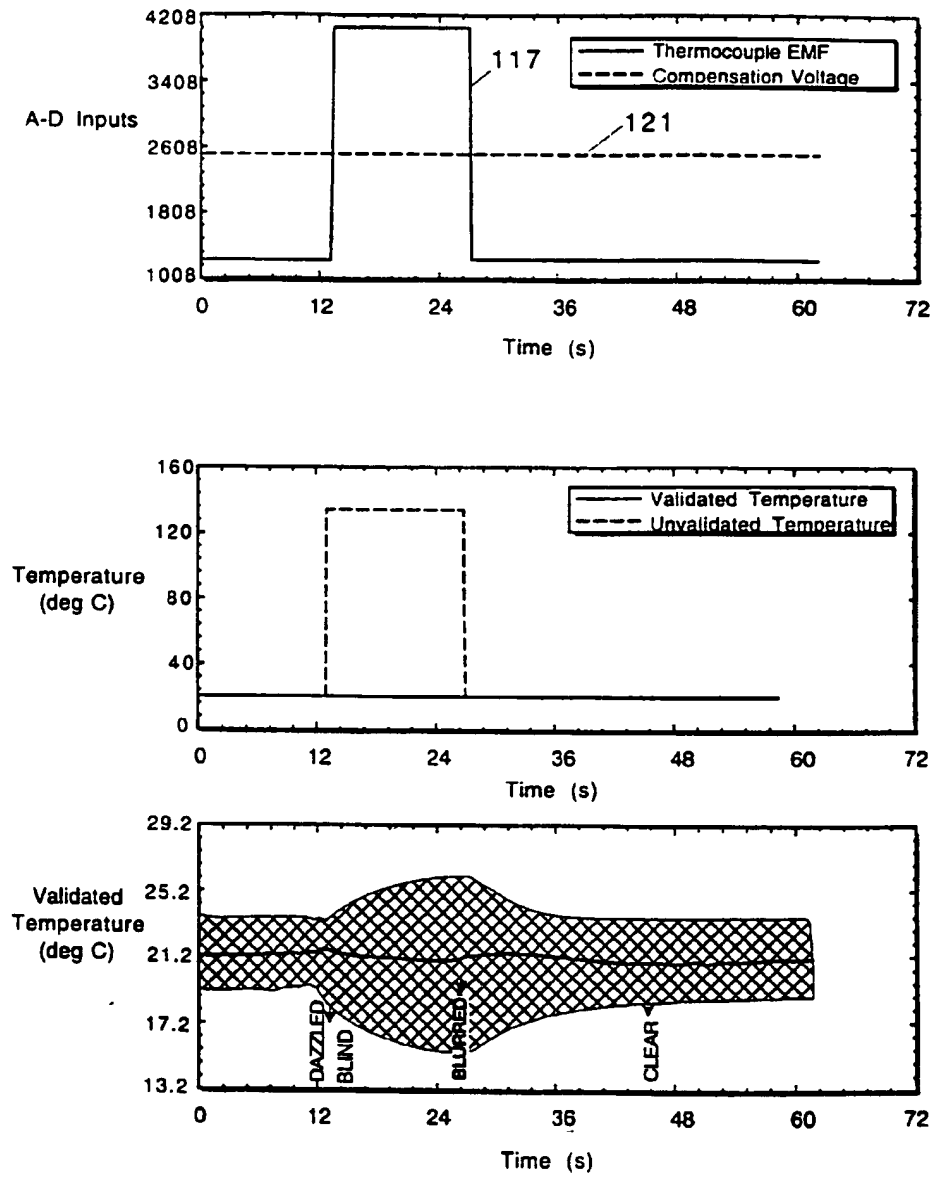 4208
3408
2608
1808
1008
A-D Inputs
Thermocouple EMF
Compensation Voltage
117
121
0 12 24 36 48 60 72
Time (s)
160
120
80
40
0
Temperature
(deg C)
Validated Temperature
Unvalidated Temperature
0 12 24 36 48 60 72
Time (s)
29.2
25.2
21.2
17.2
13.2
Validated
Temperature
(deg C)
DAZZLED
BLIND
BLURRED
CLEAR
0 12 24 36 48 60 72
Time (s)